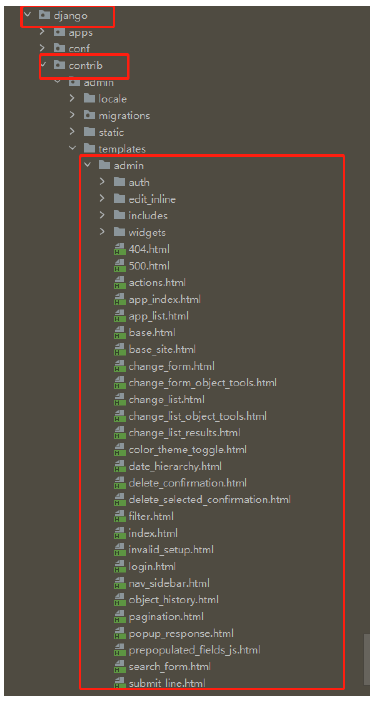 django
apps
conf
contrib
admin
locale
migrations
static
templates
admin
auth
edit_inline
includes
widgets
404.html
500.html
actions.html
app_index.html
app_list.html
base.html
base_site.html
change_form.html
change_form_object_tools.html
change_list.html
change_list_object_tools.html
change_list_results.html
color_theme_toggle.html
date_hierarchy.html
delete_confirmation.html
delete_selected_confirmation.html
filter.html
index.html
invalid_setup.html
login.html
nav_sidebar.html
object_history.html
pagination.html
popup_response.html
prepopulated_fields_js.html
search_form.html
submit_line.html